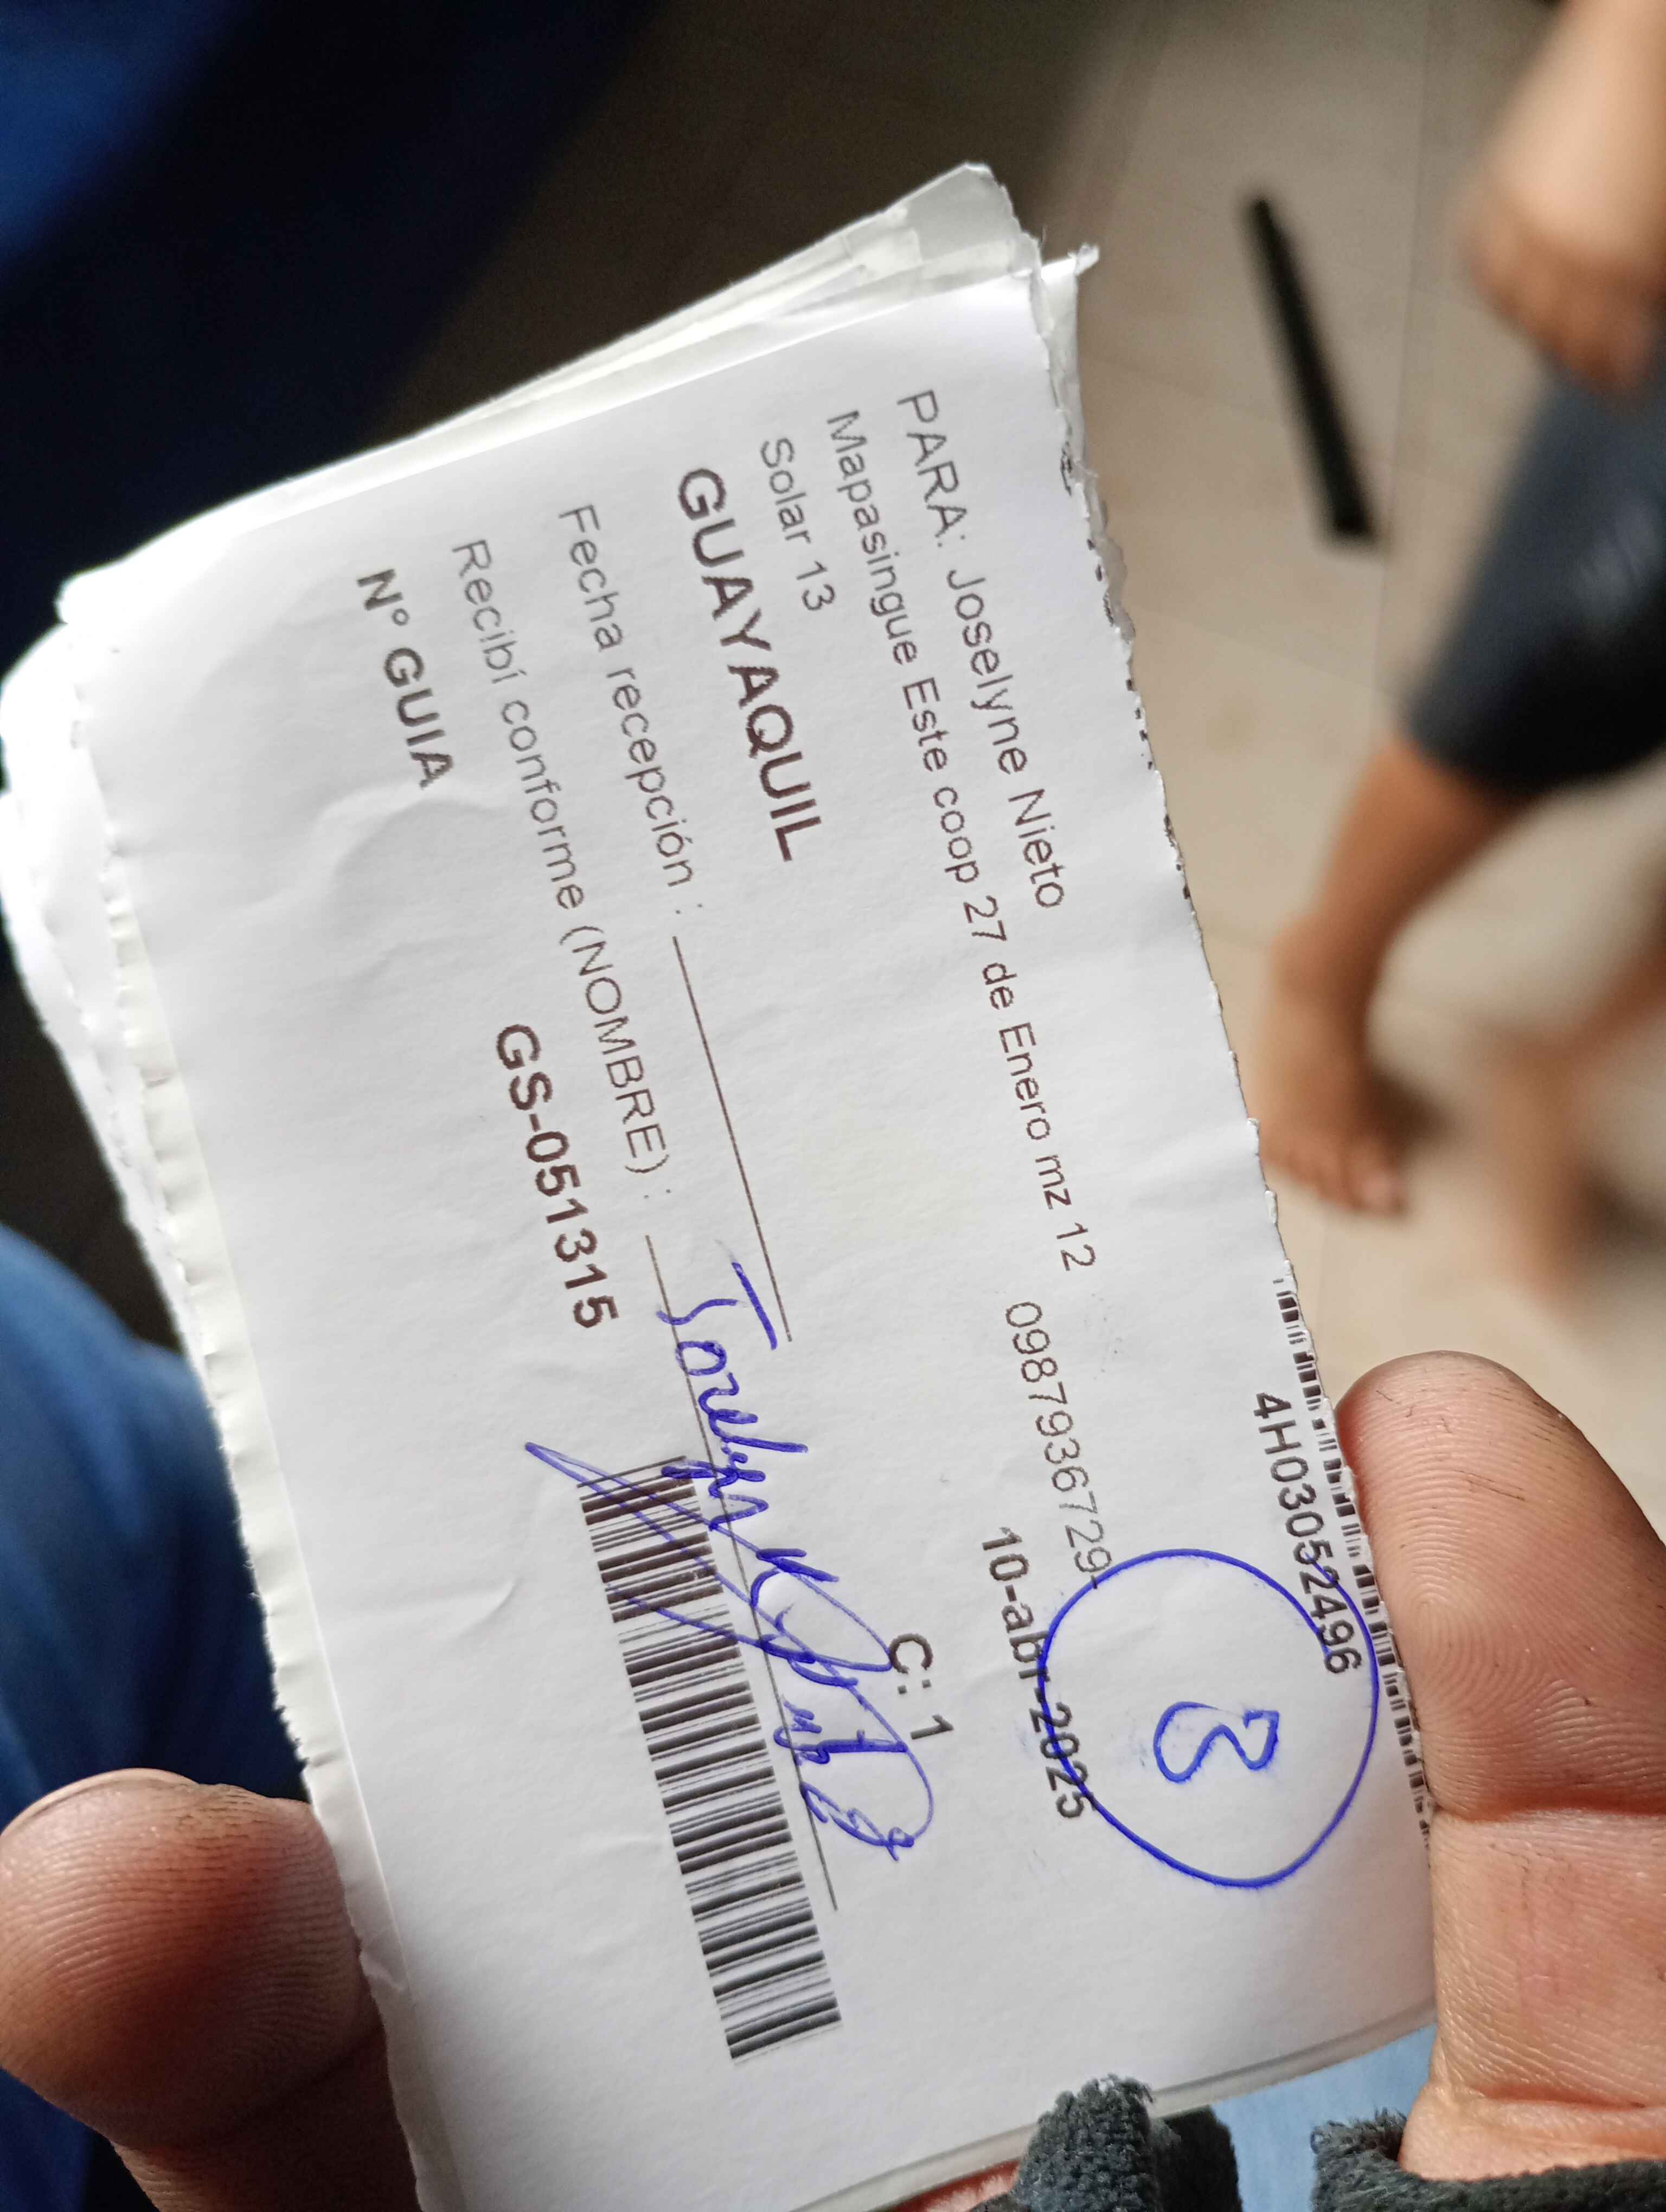 4H03052496
8
PARA: Joselyne Nieto
Mapasingue Este coop 27 de Enero mz 12 0987936729-
Solar 13 10-abr-2025
GUAYAQUIL C: 1
Fecha recepción :
Recibí conforme (NOMBRE) :
Nº GUIA GS-051315